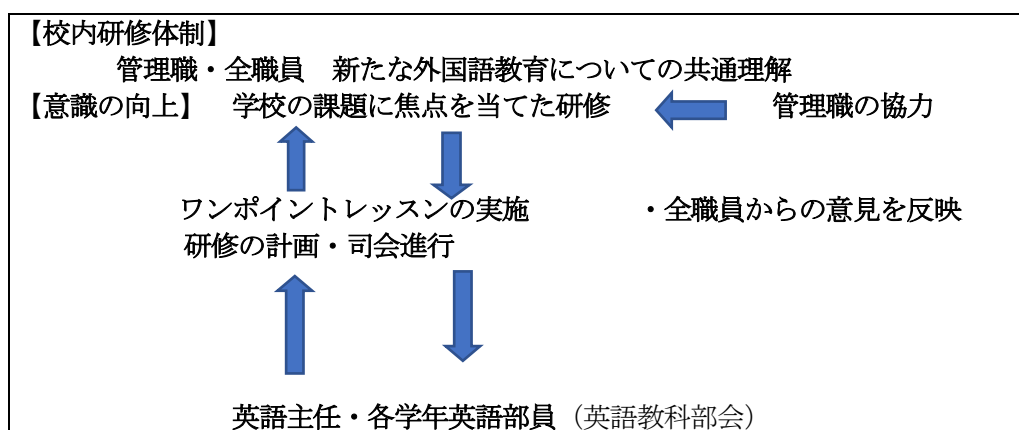 【校内研修体制】
管理職・全職員　新たな外国語教育についての共通理解
【意識の向上】　学校の課題に焦点を当てた研修　管理職の協力
ワンポイントレッスンの実施　・全職員からの意見を反映
研修の計画・司会進行
英語主任・各学年英語部員（英語教科部会）